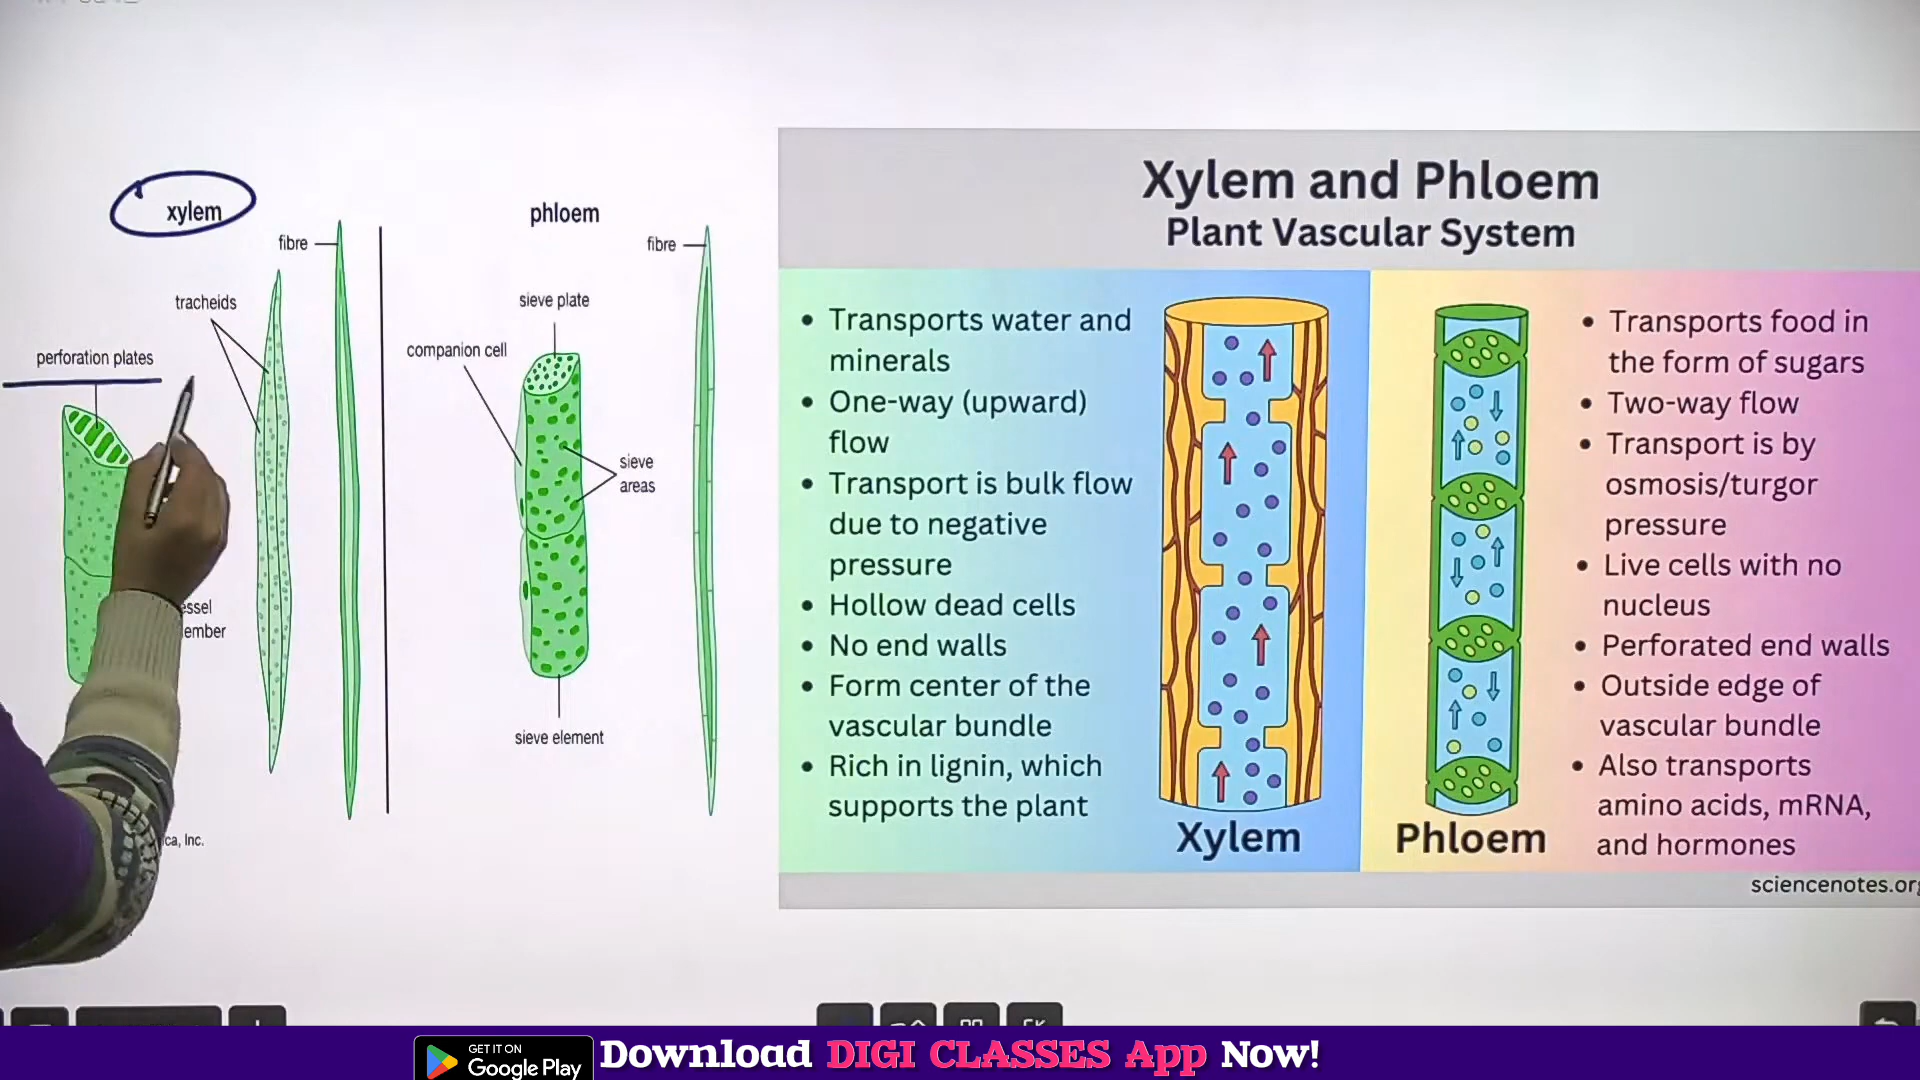 xylem
fibre
tracheids
perforation plates
essel
ember
ca, Inc.
phloem
fibre
sieve plate
companion cell
sieve
areas
sieve element
Xylem and Phloem
Plant Vascular System
• Transports water and
minerals
• One-way (upward)
flow
• Transport is bulk flow
due to negative
pressure
• Hollow dead cells
• No end walls
• Form center of the
vascular bundle
• Rich in lignin, which
supports the plant
Xylem
Phloem
• Transports food in
the form of sugars
• Two-way flow
• Transport is by
osmosis/turgor
pressure
• Live cells with no
nucleus
• Perforated end walls
• Outside edge of
vascular bundle
• Also transports
amino acids, mRNA,
and hormones
sciencenotes.org
GET IT ON
Google Play
Download DIGI CLASSES App Now!